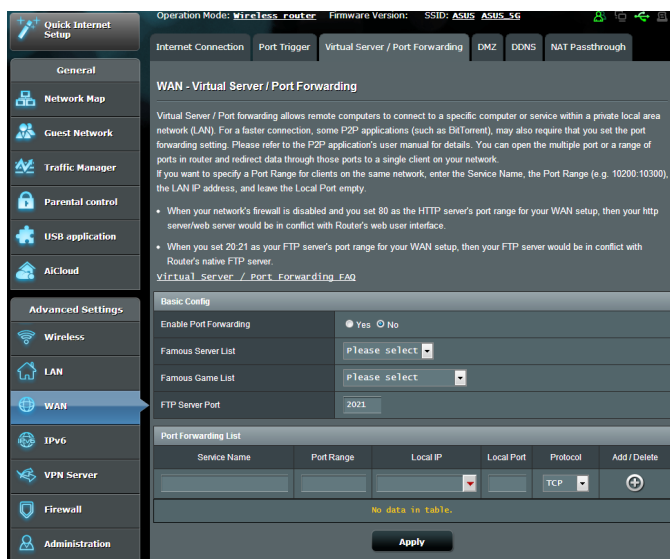 Operation Mode: Wireless router Firmware Version: SSID: ASUS ASUS_5G
Quick Internet
Setup
Internet Connection
Port Trigger
Virtual Server / Port Forwarding
DMZ
DDNS
NAT Passthrough
General
Network Map
Guest Network
Traffic Manager
Parental control
USB application
AiCloud
Advanced Settings
Wireless
LAN
WAN
IPv6
VPN Server
Firewall
Administration
WAN - Virtual Server / Port Forwarding
Virtual Server / Port forwarding allows remote computers to connect to a specific computer or service within a private local area
network (LAN). For a faster connection, some P2P applications (such as BitTorrent), may also require that you set the port
forwarding setting. Please refer to the P2P application's user manual for details. You can open the multiple port or a range of
ports in router and redirect data through those ports to a single client on your network.
If you want to specify a Port Range for clients on the same network, enter the Service Name, the Port Range (e.g. 10200:10300),
the LAN IP address, and leave the Local Port empty.
• When your network's firewall is disabled and you set 80 as the HTTP server's port range for your WAN setup, then your http
server/web server would be in conflict with Router's web user interface.
• When you set 20:21 as your FTP server's port range for your WAN setup, then your FTP server would be in conflict with
Router's native FTP server.
Virtual Server / Port Forwarding FAQ
Basic Config
Enable Port Forwarding Yes No
Famous Server List Please select
Famous Game List Please select
FTP Server Port 2021
Port Forwarding List
Service Name Port Range Local IP Local Port Protocol Add / Delete
TCP
No data in table.
Apply